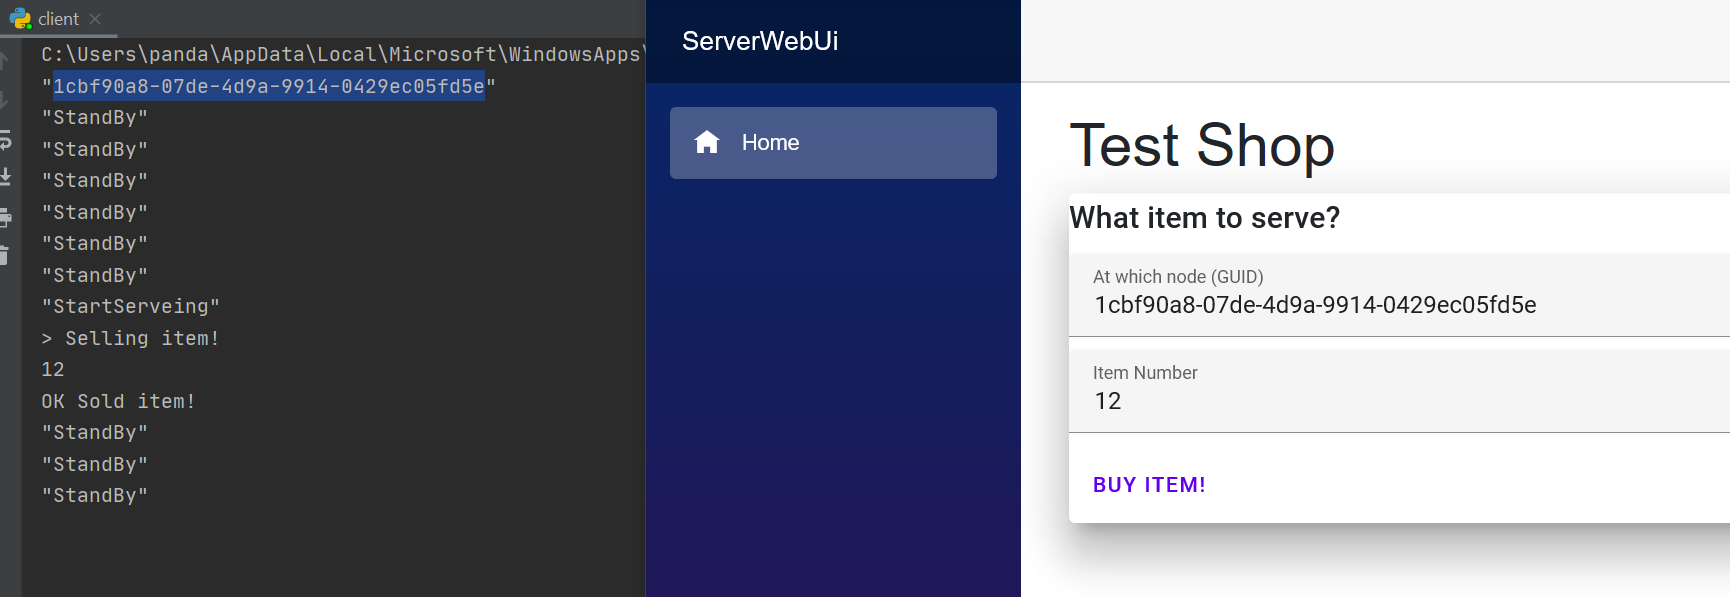 client
C:\Users\panda\AppData\Local\Microsoft\WindowsApps\
"1cbf90a8-07de-4d9a-9914-0429ec05fd5e"
"StandBy"
"StandBy"
"StandBy"
"StandBy"
"StandBy"
"StandBy"
"StartServeing"
> Selling item!
12
OK Sold item!
"StandBy"
"StandBy"
"StandBy"
ServerWebUi
Home
Test Shop
What item to serve?
At which node (GUID)
1cbf90a8-07de-4d9a-9914-0429ec05fd5e
Item Number
12
BUY ITEM!